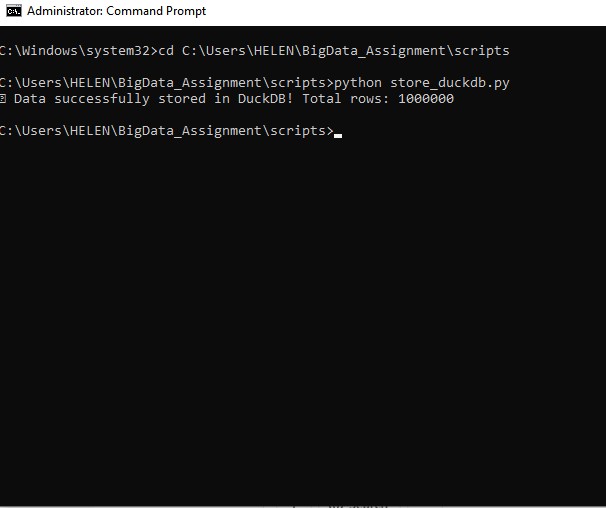 Administrator: Command Prompt
C:\Windows\system32>cd C:\Users\HELEN\BigData_Assignment\scripts
C:\Users\HELEN\BigData_Assignment\scripts>python store_duckdb.py
Data successfully stored in DuckDB! Total rows: 1000000
C:\Users\HELEN\BigData_Assignment\scripts>